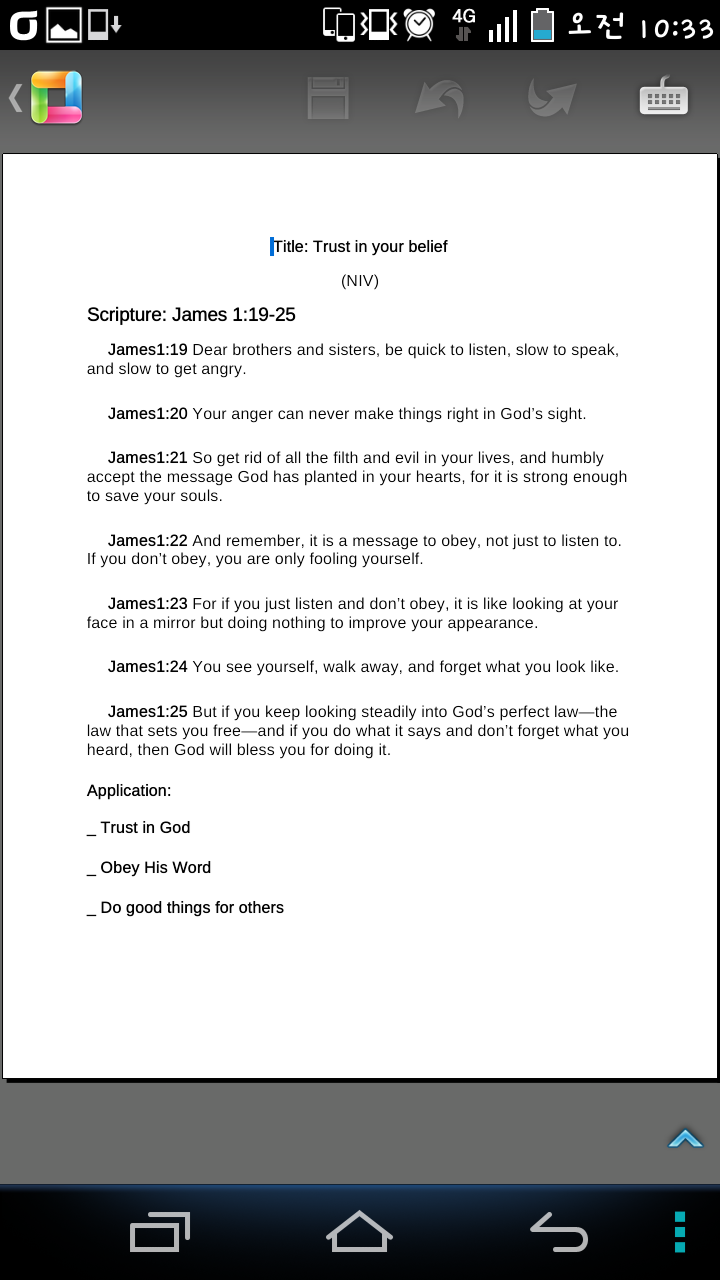 4G 오전 10:33
Title: Trust in your belief
(NIV)
Scripture: James 1:19-25
James1:19 Dear brothers and sisters, be quick to listen, slow to speak,
and slow to get angry.
James1:20 Your anger can never make things right in God’s sight.
James1:21 So get rid of all the filth and evil in your lives, and humbly
accept the message God has planted in your hearts, for it is strong enough
to save your souls.
James1:22 And remember, it is a message to obey, not just to listen to.
If you don’t obey, you are only fooling yourself.
James1:23 For if you just listen and don’t obey, it is like looking at your
face in a mirror but doing nothing to improve your appearance.
James1:24 You see yourself, walk away, and forget what you look like.
James1:25 But if you keep looking steadily into God’s perfect law—the
law that sets you free—and if you do what it says and don’t forget what you
heard, then God will bless you for doing it.
Application:
_ Trust in God
_ Obey His Word
_ Do good things for others